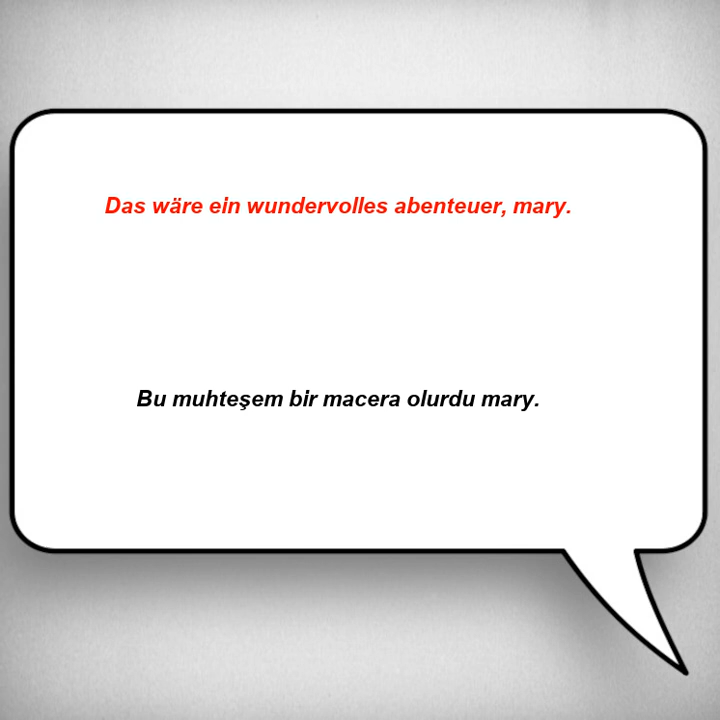 Das wäre ein wundervolles abenteuer, mary.
Bu muhteşem bir macera olurdu mary.